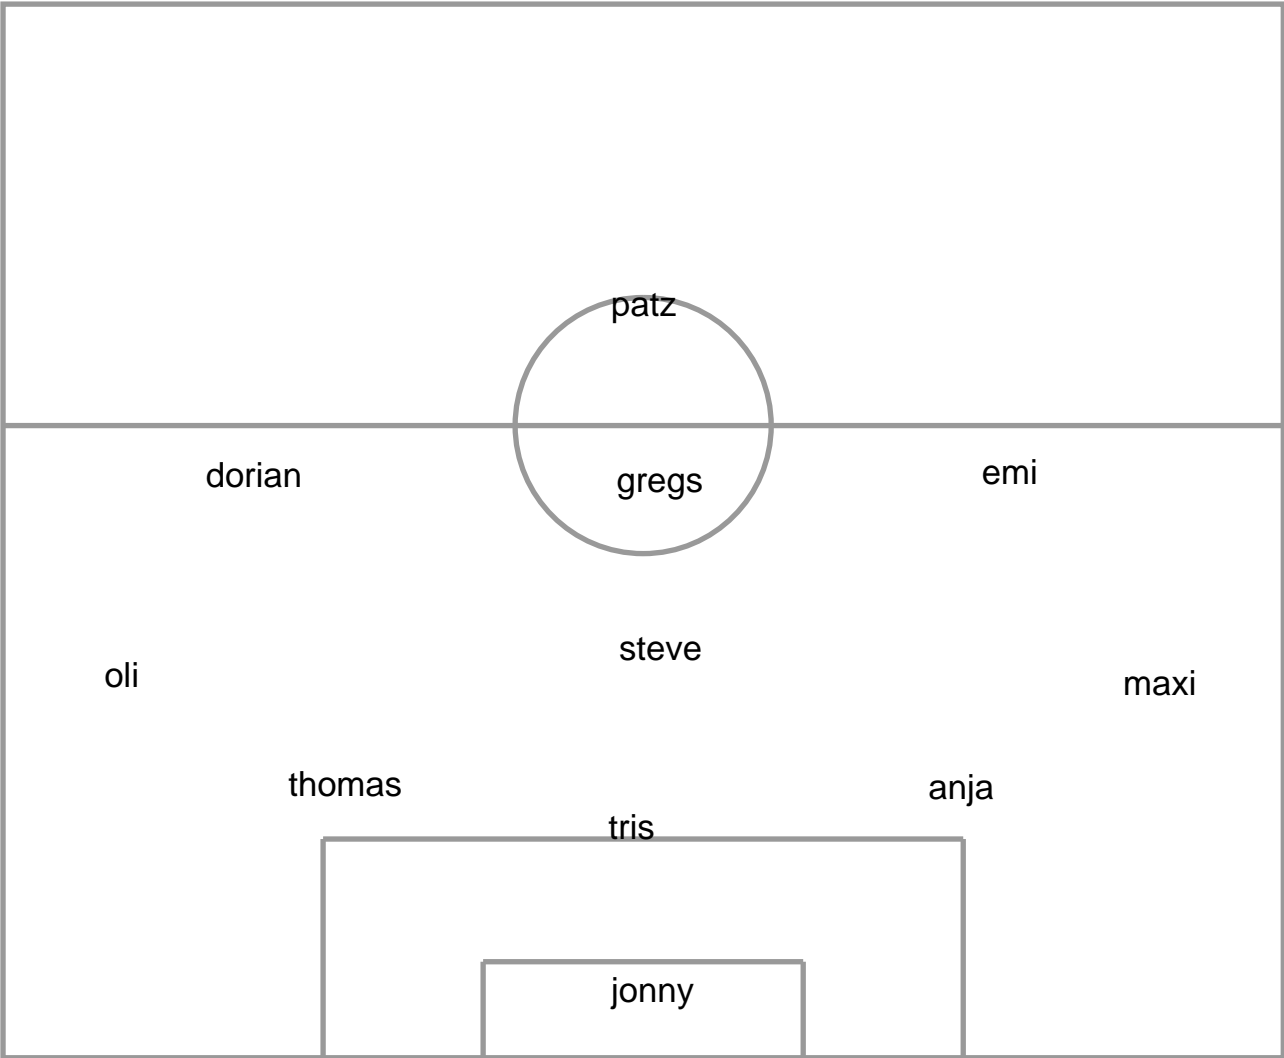 patz
dorian
gregs
emi
steve
oli
maxi
thomas
anja
tris
jonny